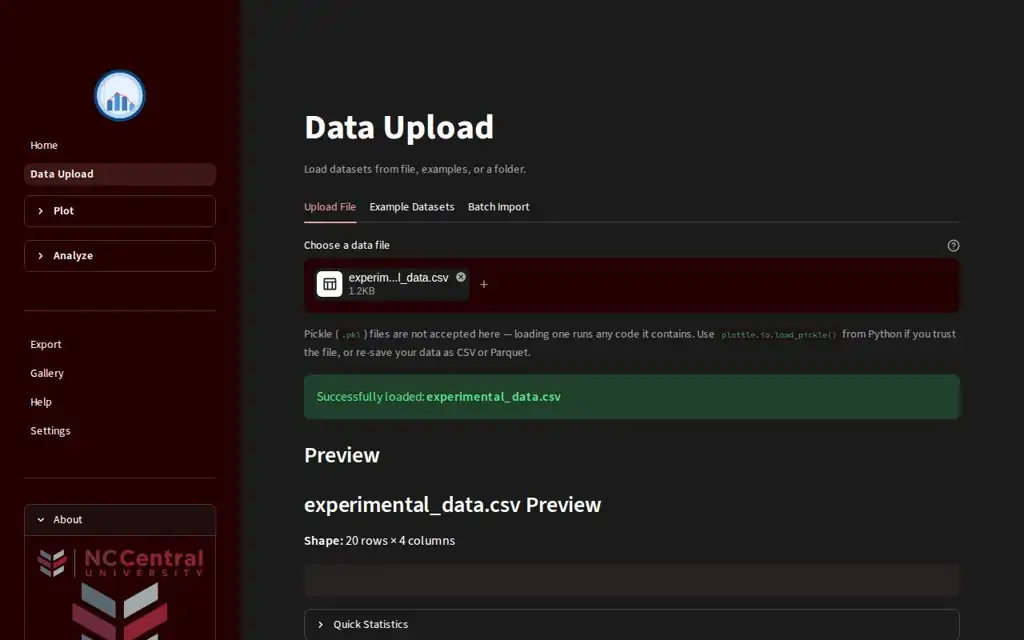 Home
Data Upload
Plot
Analyze
Export
Gallery
Help
Settings
About
NCCentral
UNIVERSITY
Data Upload
Load datasets from file, examples, or a folder.
Upload File Example Datasets Batch Import
Choose a data file
experim...l_data.csv
1.2KB
Pickle ( .pkl ) files are not accepted here — loading one runs any code it contains. Use plottle.io.load_pickle() from Python if you trust
the file, or re-save your data as CSV or Parquet.
Successfully loaded: experimental_data.csv
Preview
experimental_data.csv Preview
Shape: 20 rows × 4 columns
Quick Statistics